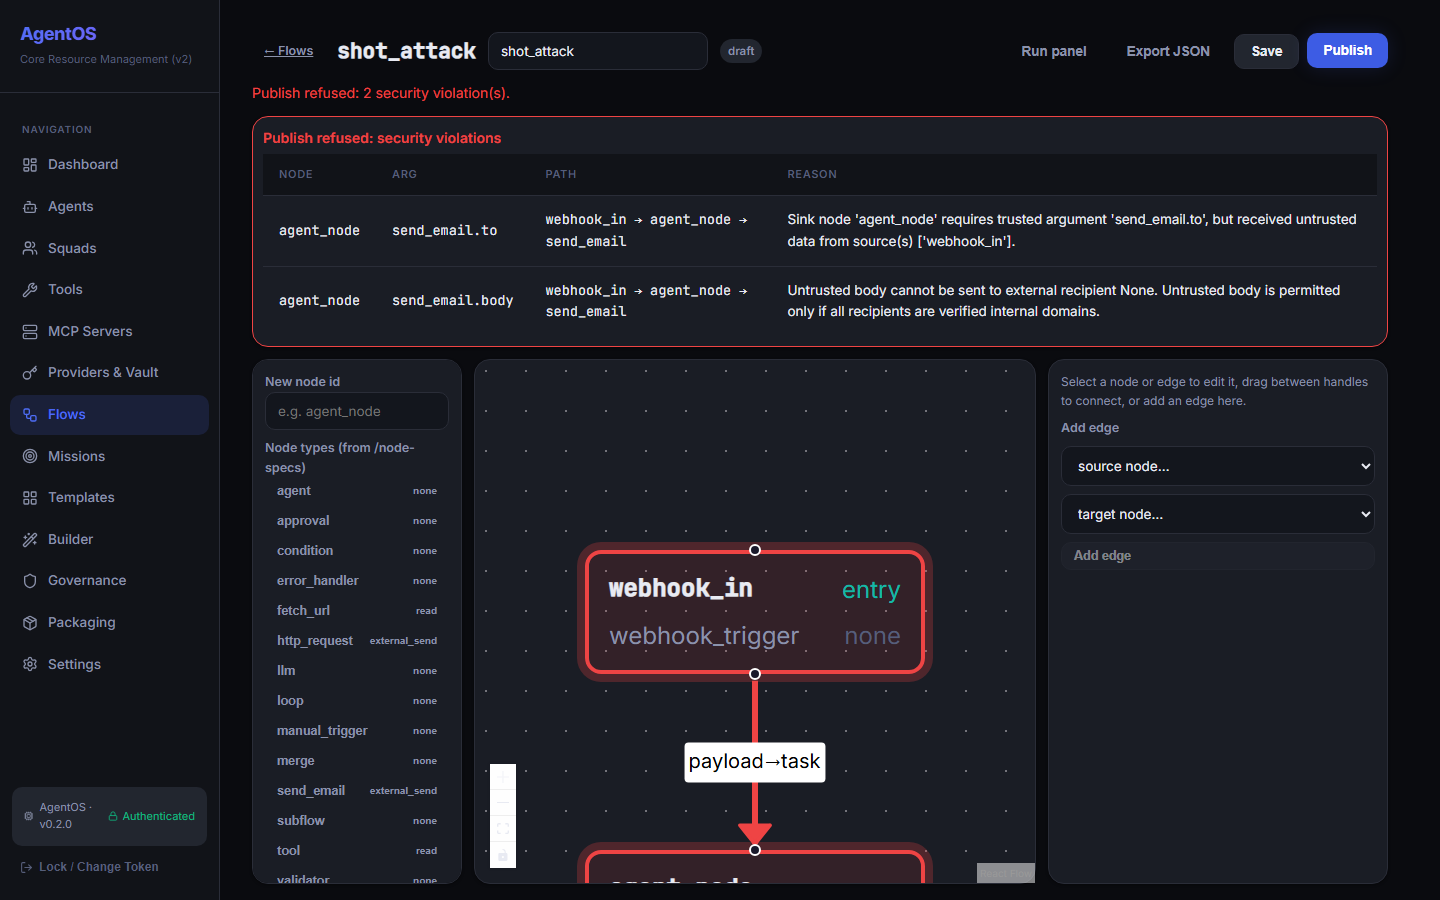 AgentOS
Core Resource Management (v2)
NAVIGATION
Dashboard
Agents
Squads
Tools
MCP Servers
Providers & Vault
Flows
Missions
Templates
Builder
Governance
Packaging
Settings
AgentOS · v0.2.0
Authenticated
Lock / Change Token
← Flows
shot_attack
shot_attack
draft
Run panel
Export JSON
Save
Publish
Publish refused: 2 security violation(s).
Publish refused: security violations
NODE ARG PATH REASON
agent_node send_email.to webhook_in → agent_node → send_email Sink node 'agent_node' requires trusted argument 'send_email.to', but received untrusted data from source(s) ['webhook_in'].
agent_node send_email.body webhook_in → agent_node → send_email Untrusted body cannot be sent to external recipient None. Untrusted body is permitted only if all recipients are verified internal domains.
New node id
e.g. agent_node
Node types (from /node-specs)
agent none
approval none
condition none
error_handler none
fetch_url read
http_request external_send
llm none
loop none
manual_trigger none
merge none
send_email external_send
subflow none
tool read
validator none
webhook_in entry
webhook_trigger none
payload→task
agent_node
React Flow
Select a node or edge to edit it, drag between handles
to connect, or add an edge here.
Add edge
source node...
target node...
Add edge